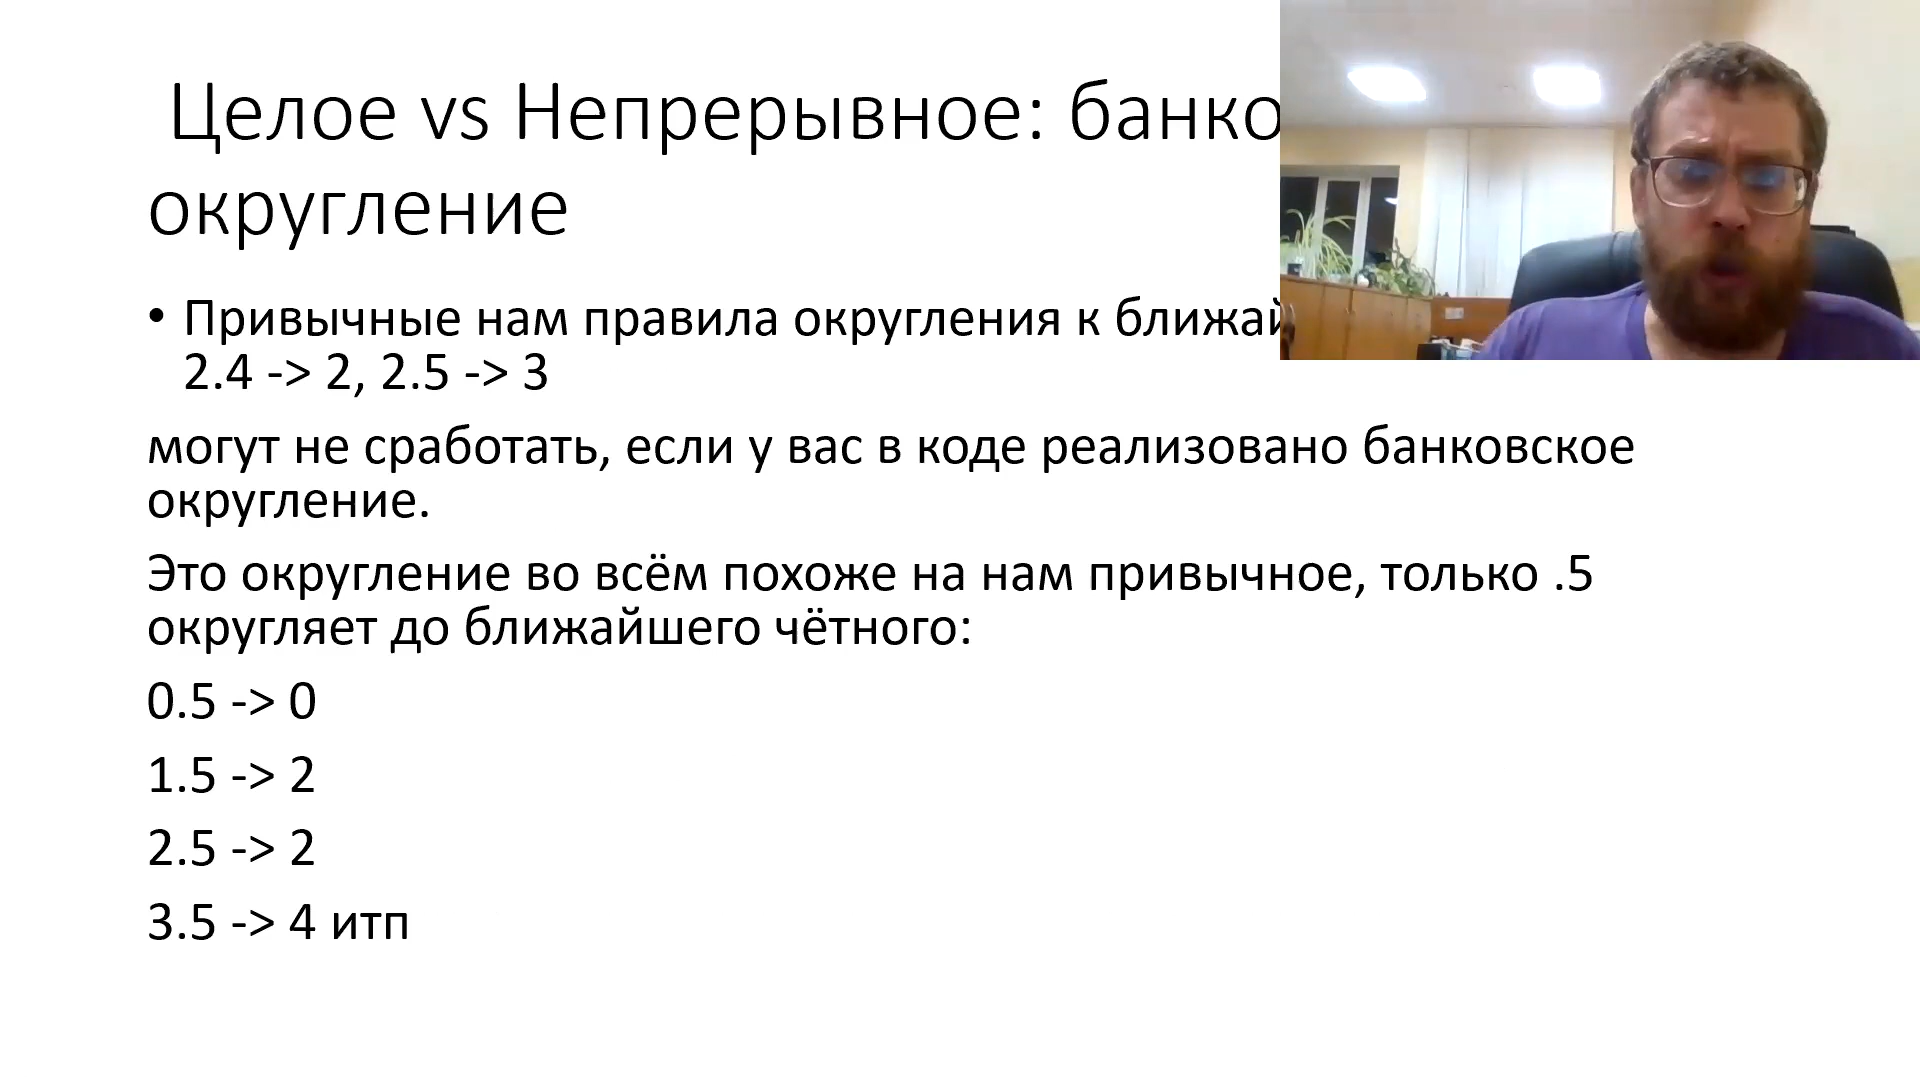 Целое vs Непрерывное: банко
округление
• Привычные нам правила округления к ближай
2.4 -> 2, 2.5 -> 3
могут не сработать, если у вас в коде реализовано банковское
округление.
Это округление во всём похоже на нам привычное, только .5
округляет до ближайшего чётного:
0.5 -> 0
1.5 -> 2
2.5 -> 2
3.5 -> 4 итп